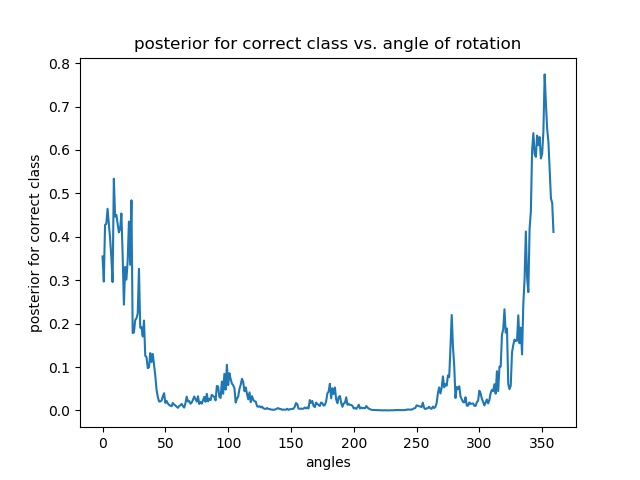 posterior for correct class vs. angle of rotation
posterior for correct class
0.8
0.7
0.6
0.5
0.4
0.3
0.2
0.1
0.0
0 50 100 150 200 250 300 350
angles